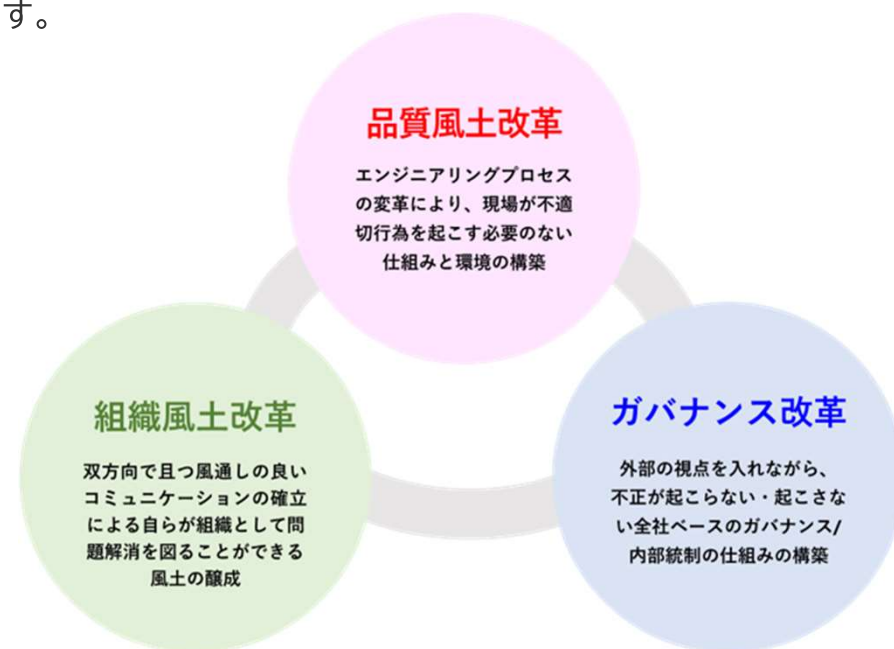 す。
品質風土改革
エンジニアリングプロセス
の変革により、現場が不適
切行為を起こす必要のない
仕組みと環境の構築
組織風土改革
双方向で且つ風通しの良い
コミュニケーションの確立
による自らが組織として問
題解消を図ることができる
風土の醸成
ガバナンス改革
外部の視点を入れながら、
不正が起こらない・起こさな
い全社ベースのガバナンス/
内部統制の仕組みの構築